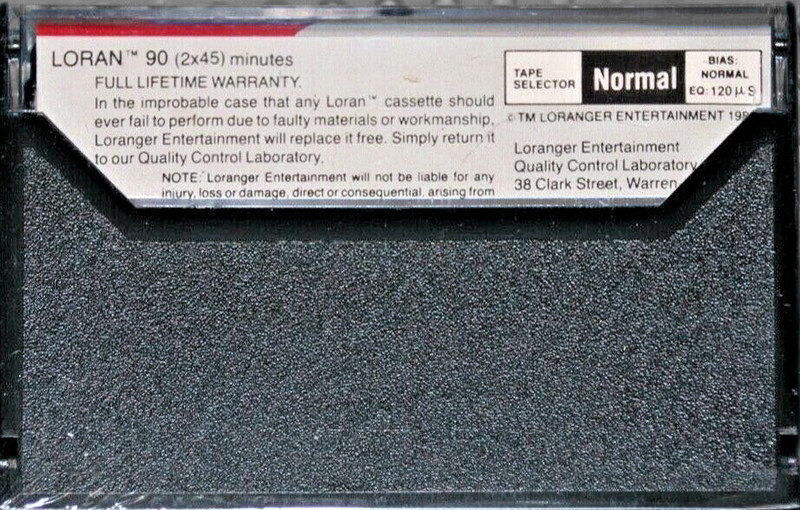 LORAN™ 90 (2x45) minutes
FULL LIFETIME WARRANTY.
In the improbable case that any Loran™ cassette should
ever fail to perform due to faulty materials or workmanship,
Loranger Entertainment will replace it free. Simply return it
to our Quality Control Laboratory.
NOTE: Loranger Entertainment will not be liable for any
injury, loss or damage, direct or consequential, arising from
TAPE
SELECTOR
Normal
BIAS:
NORMAL
EQ: 120 μS
© TM LORANGER ENTERTAINMENT
Loranger Entertainment
Quality Control Laboratory
38 Clark Street, Warren